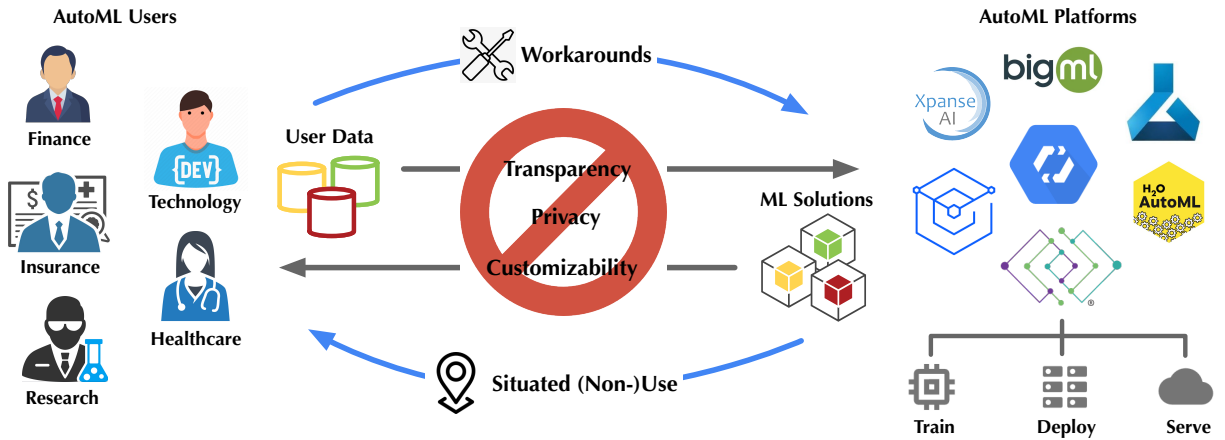 AutoML Users
Finance
{DEV}
Technology
Insurance
$
Healthcare
Research
User Data
Workarounds
Transparency
Privacy
Customizability
Situated (Non-)Use
ML Solutions
AutoML Platforms
Xpanse
AI
bigml
H2O
AutoML
®
Train
Deploy
Serve